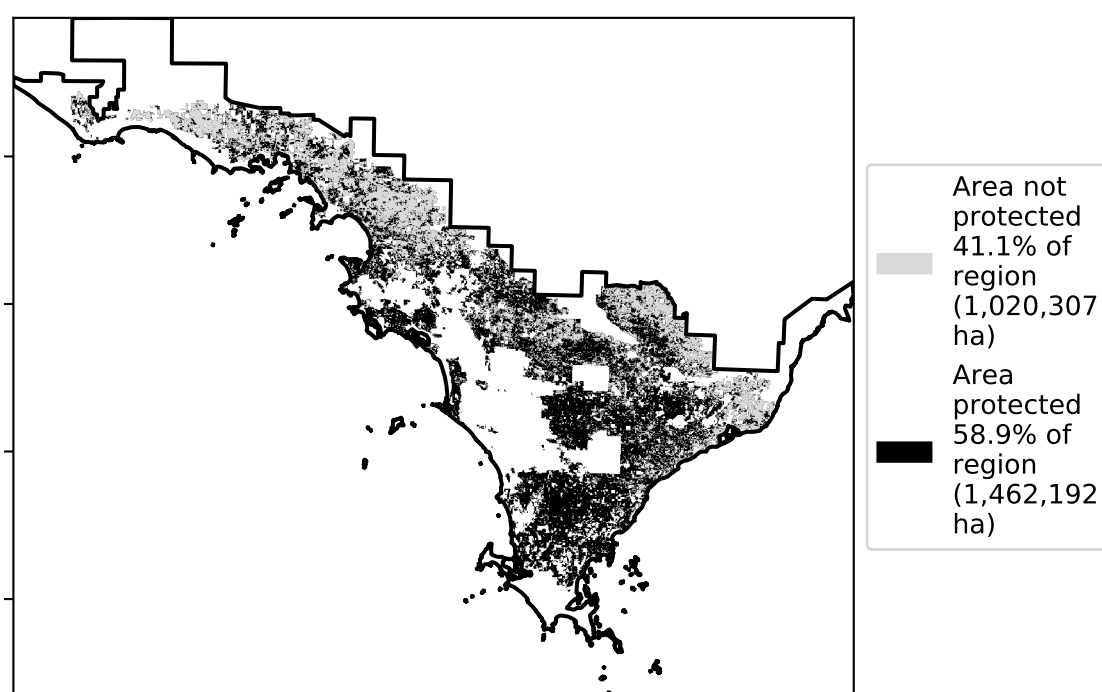 Area not
protected
41.1% of
region
(1,020,307
ha)
Area
protected
58.9% of
region
(1,462,192
ha)